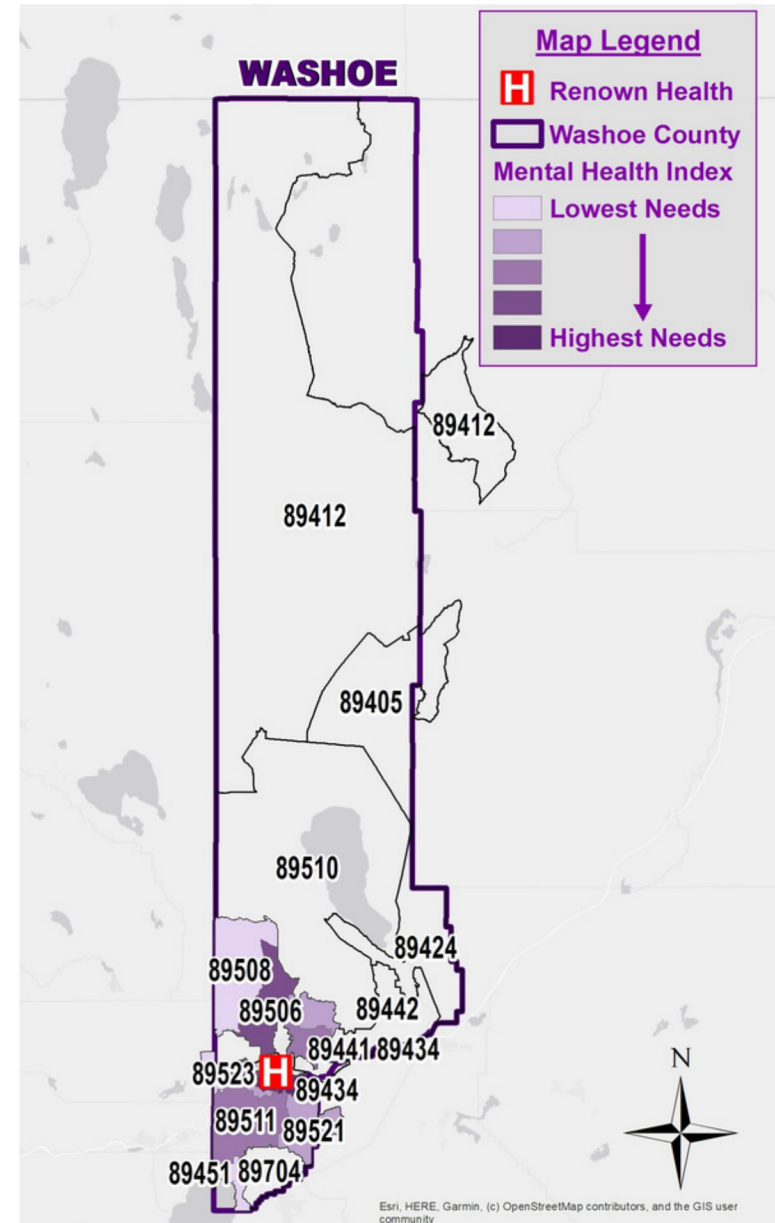 WASHOE
Map Legend
H Renown Health
Washoe County
Mental Health Index
Lowest Needs
Highest Needs
89412
89412
89405
89510
89424
89508
89442
89506
89441
89434
89523
H
89434
89511
89521
89451
89704
N
Esri, HERE, Garmin, (c) OpenStreetMap contributors, and the GIS user
community